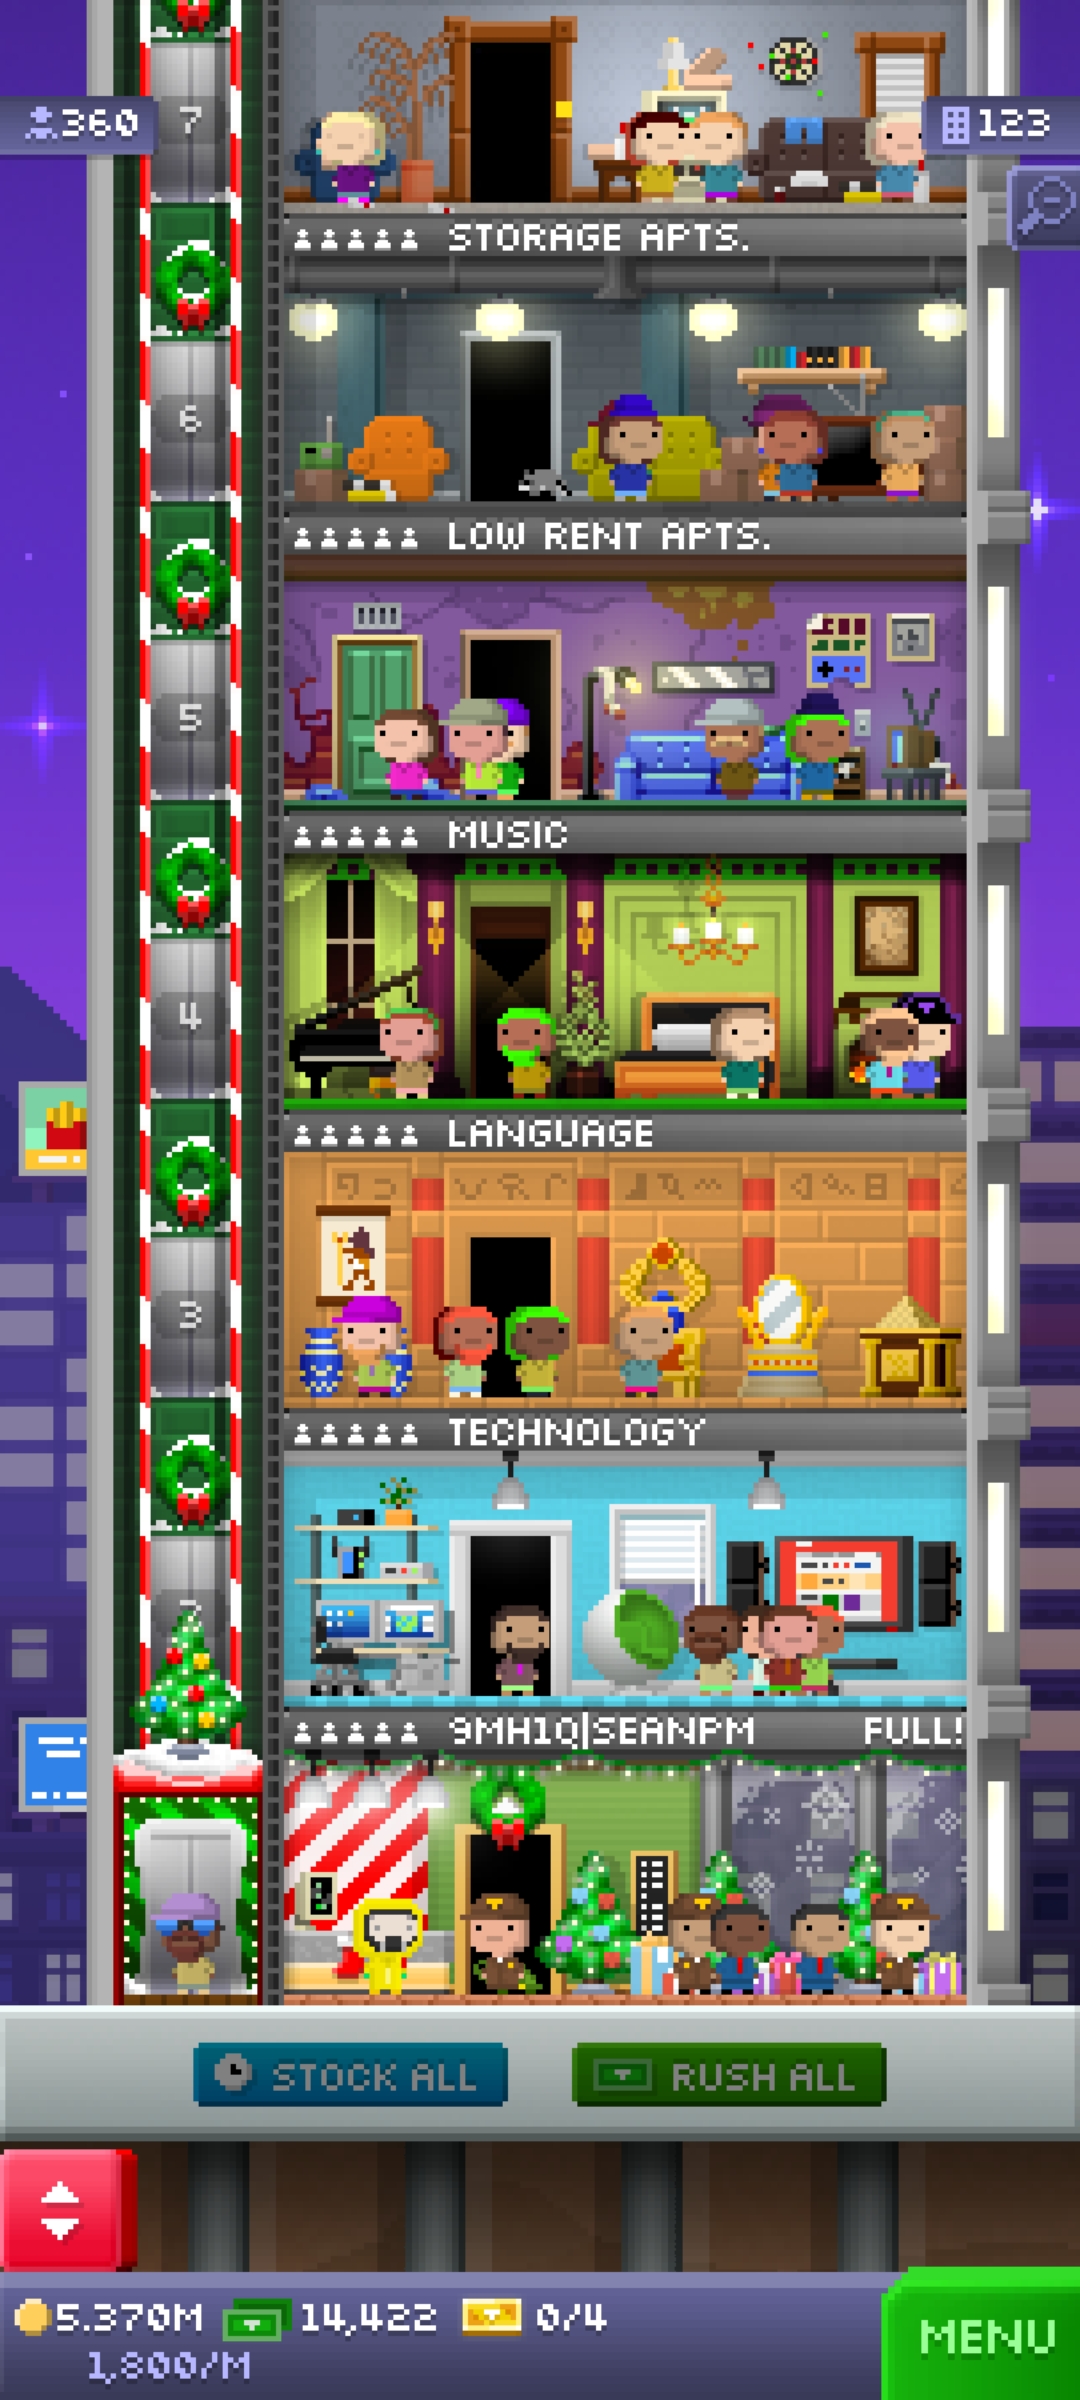 7
360
123
STORAGE APTS.
6
LOW RENT APTS.
5
MUSIC
4
LANGUAGE
3
TECHNOLOGY
9MH1Q|SEANPM FULL!
STOCK ALL
RUSH ALL
5.370M 14,422 0/4
1,800/M
MENU